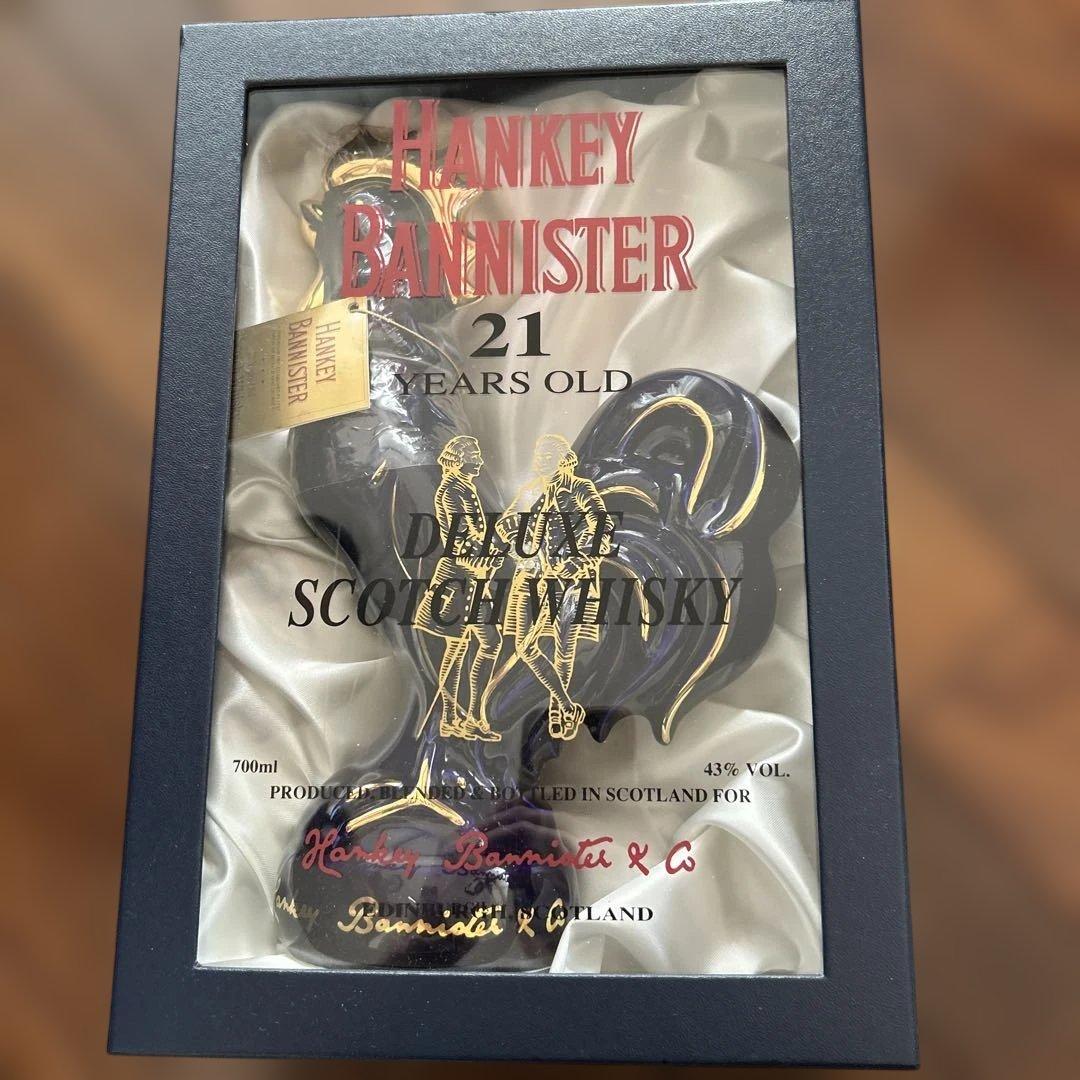 HANKEY
BANNISTER
21
YEARS OLD
HANKEY
BANNISTER
DELUXE
SCOTCH WHISKY
700ml
43% VOL.
PRODUCED, BLENDED & BOTTLED IN SCOTLAND FOR
Hankey Bannister & Co
EDINBURGH, SCOTLAND
Bannister & Co